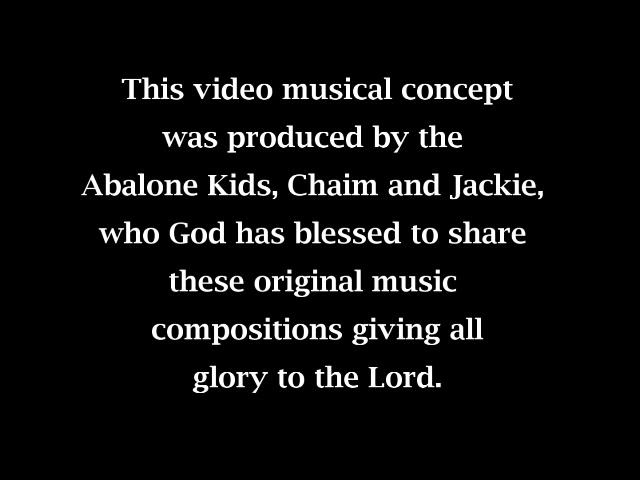 This video musical concept
was produced by the
Abalone Kids, Chaim and Jackie,
who God has blessed to share
these original music
compositions giving all
glory to the Lord.